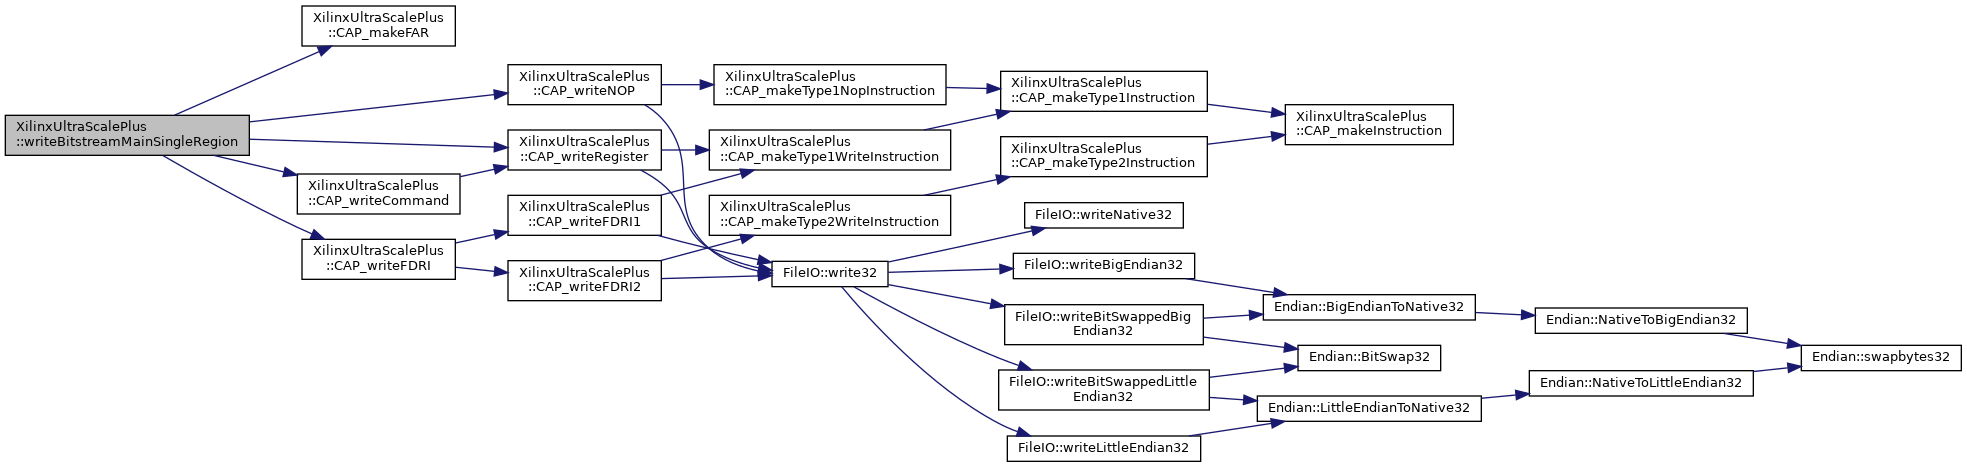 XilinxUltraScalePlus
::writeBitstreamMainSingleRegion
XilinxUltraScalePlus
::CAP_makeFAR
XilinxUltraScalePlus
::CAP_writeNOP
XilinxUltraScalePlus
::CAP_writeRegister
XilinxUltraScalePlus
::CAP_writeCommand
XilinxUltraScalePlus
::CAP_writeFDRI
XilinxUltraScalePlus
::CAP_writeFDRI1
XilinxUltraScalePlus
::CAP_writeFDRI2
XilinxUltraScalePlus
::CAP_makeType1NopInstruction
XilinxUltraScalePlus
::CAP_makeType1WriteInstruction
XilinxUltraScalePlus
::CAP_makeType2WriteInstruction
FileIO::write32
XilinxUltraScalePlus
::CAP_makeType1Instruction
XilinxUltraScalePlus
::CAP_makeType2Instruction
XilinxUltraScalePlus
::CAP_makeInstruction
FileIO::writeNative32
FileIO::writeBigEndian32
FileIO::writeBitSwappedBig
Endian32
FileIO::writeBitSwappedLittle
Endian32
FileIO::writeLittleEndian32
Endian::BigEndianToNative32
Endian::BitSwap32
Endian::LittleEndianToNative32
Endian::NativeToBigEndian32
Endian::NativeToLittleEndian32
Endian::swapbytes32